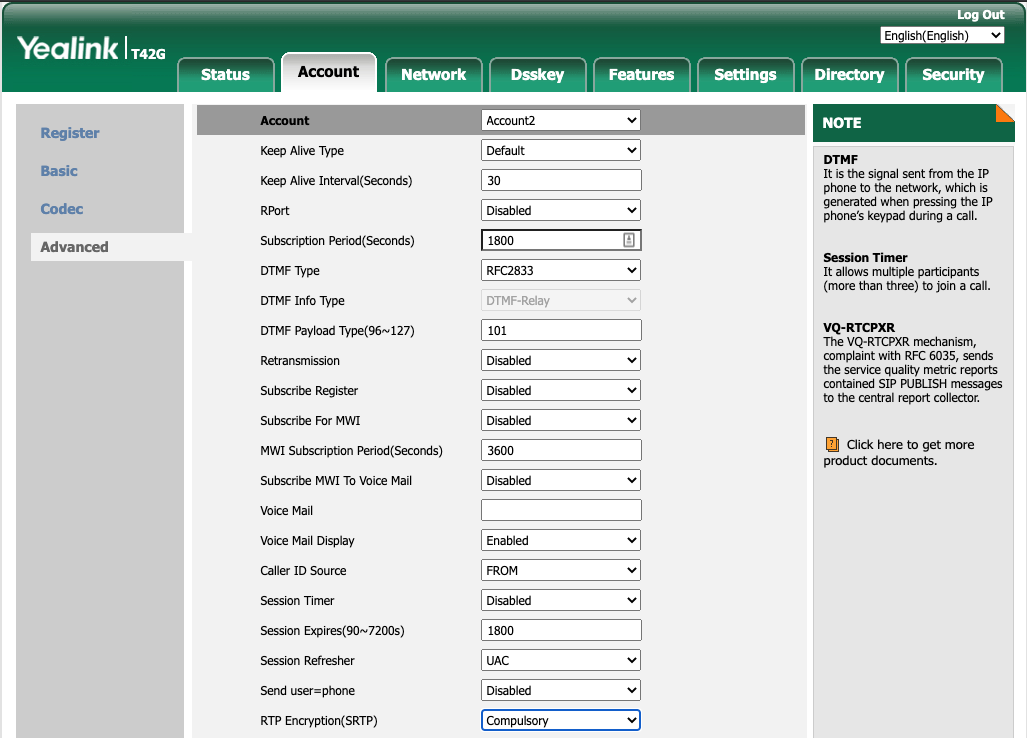 Log Out
Yealink T42G
English(English)
Status Account Network Dsskey Features Settings Directory Security
Register
Basic
Codec
Advanced
Account Account2
Keep Alive Type Default
Keep Alive Interval(Seconds) 30
RPort Disabled
Subscription Period(Seconds) 1800
DTMF Type RFC2833
DTMF Info Type DTMF-Relay
DTMF Payload Type(96~127) 101
Retransmission Disabled
Subscribe Register Disabled
Subscribe For MWI Disabled
MWI Subscription Period(Seconds) 3600
Subscribe MWI To Voice Mail Disabled
Voice Mail
Voice Mail Display Enabled
Caller ID Source FROM
Session Timer Disabled
Session Expires(90~7200s) 1800
Session Refresher UAC
Send user=phone Disabled
RTP Encryption(SRTP) Compulsory
NOTE
DTMF
It is the signal sent from the IP
phone to the network, which is
generated when pressing the IP
phone's keypad during a call.
Session Timer
It allows multiple participants
(more than three) to join a call.
VQ-RTCPXR
The VQ-RTCPXR mechanism,
complaint with RFC 6035, sends
the service quality metric reports
contained SIP PUBLISH messages
to the central report collector.
? Click here to get more
product documents.